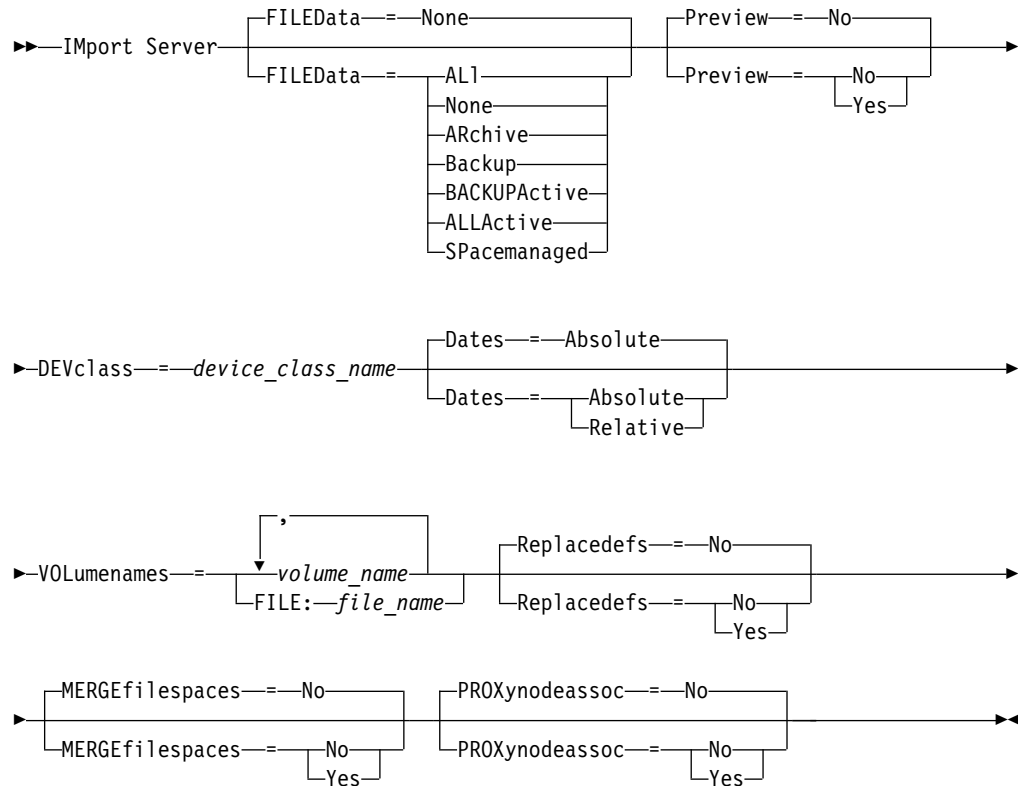 FILEData = None Preview = No
IMport Server
FILEData = ALl Preview = No
None Yes
ARchive
Backup
BACKUPActive
ALLActive
SPacemanaged
Dates = Absolute
DEVclass = device_class_name
Dates = Absolute
Relative
,
Replacedefs = No
VOLumenames = volume_name
FILE: file_name Replacedefs = No
Yes
MERGEfilespaces = No PROXynodeassoc = No
MERGEfilespaces = No PROXynodeassoc = No
Yes Yes